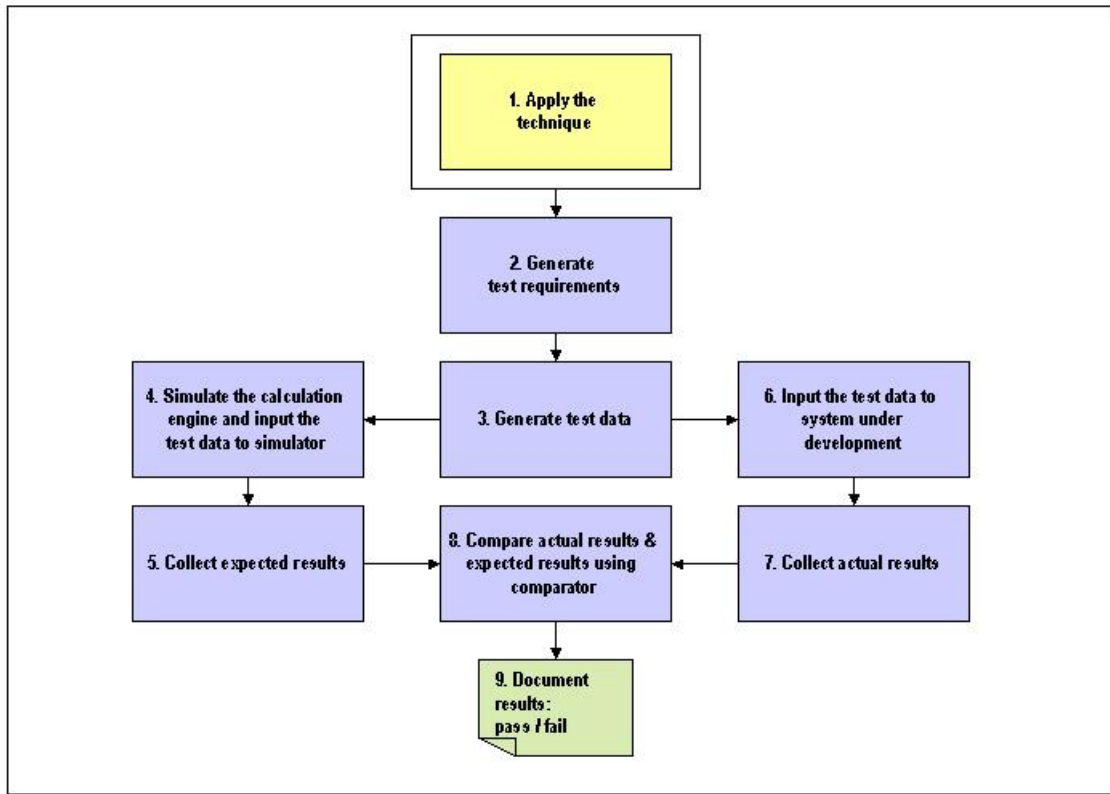 1. Apply the
technique
2. Generate
test requirements
4. Simulate the calculation
engine and input the
test data to simulator
3. Generate test data
6. Input the test data to
system under
development
5. Collect expected results
8. Compare actual results &
expected results using
comparator
7. Collect actual results
9. Document
results:
pass / fail